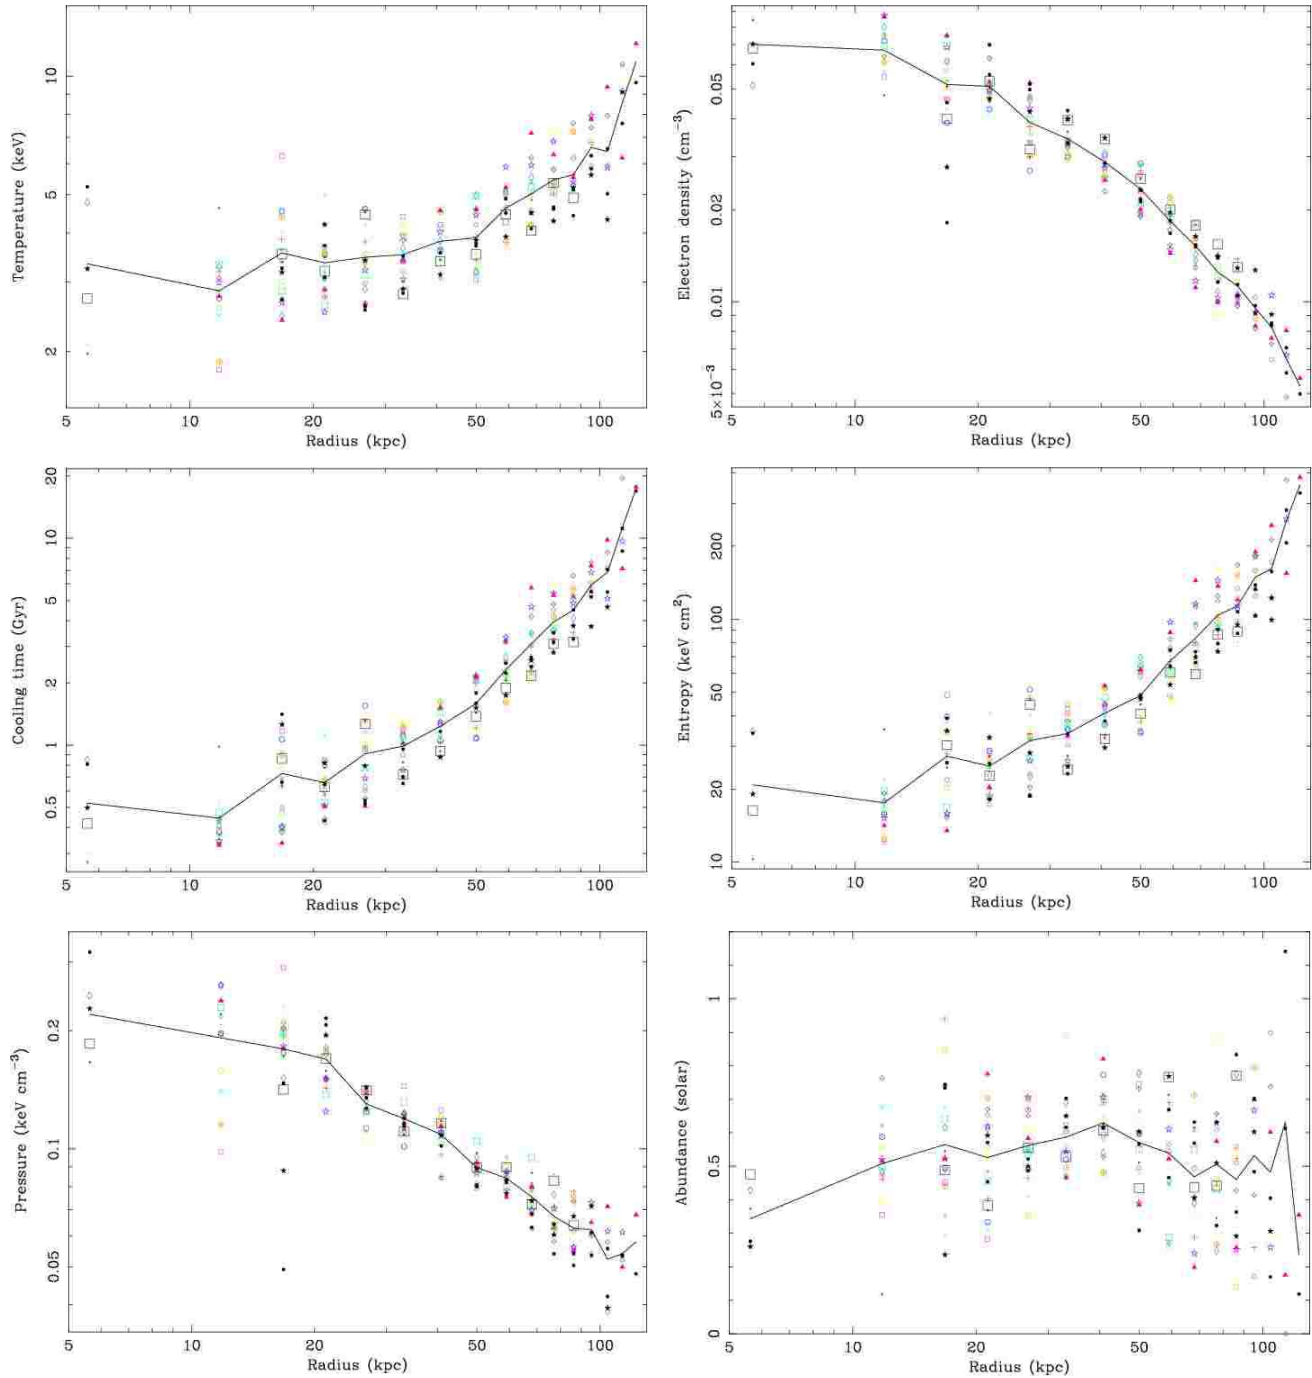 Temperature (keV)
10
5
2
5 10 20 50 100
Radius (kpc)
Electron density (cm⁻³)
0.05
0.02
0.01
5×10⁻³
5 10 20 50 100
Radius (kpc)
Cooling time (Gyr)
20
10
5
2
1
0.5
5 10 20 50 100
Radius (kpc)
Entropy (keV cm²)
200
100
50
20
10
5 10 20 50 100
Radius (kpc)
Pressure (keV cm⁻³)
0.2
0.1
0.05
5 10 20 50 100
Radius (kpc)
Abundance (solar)
1
0.5
0
5 10 20 50 100
Radius (kpc)